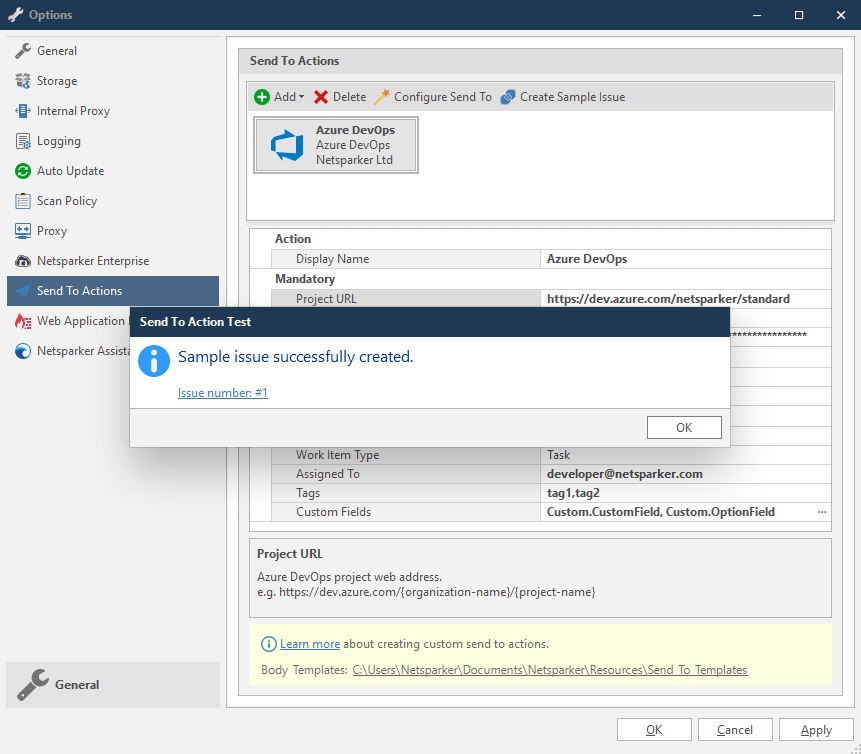 Options
General
Storage
Internal Proxy
Logging
Auto Update
Scan Policy
Proxy
Netsparker Enterprise
Send To Actions
Web Application
Netsparker
General
Send To Actions
Add
Delete
Configure Send To
Create Sample Issue
Azure DevOps
Azure DevOps
Netsparker Ltd
Action
Display Name Azure DevOps
Mandatory
Project URL https://dev.azure.com/netsparker/standard
Send To Action Test
Sample issue successfully created.
Issue number: #1
OK
Work Item Type Task
Assigned To developer@netsparker.com
Tags tag1,tag2
Custom Fields Custom.CustomField, Custom.OptionField ...
Project URL
Azure DevOps project web address.
e.g. https://dev.azure.com/{organization-name}/{project-name}
Learn more about creating custom send to actions.
Body Templates: C:\Users\Netsparker\Documents\Netsparker\Resources\Send_To_Templates
OK
Cancel
Apply